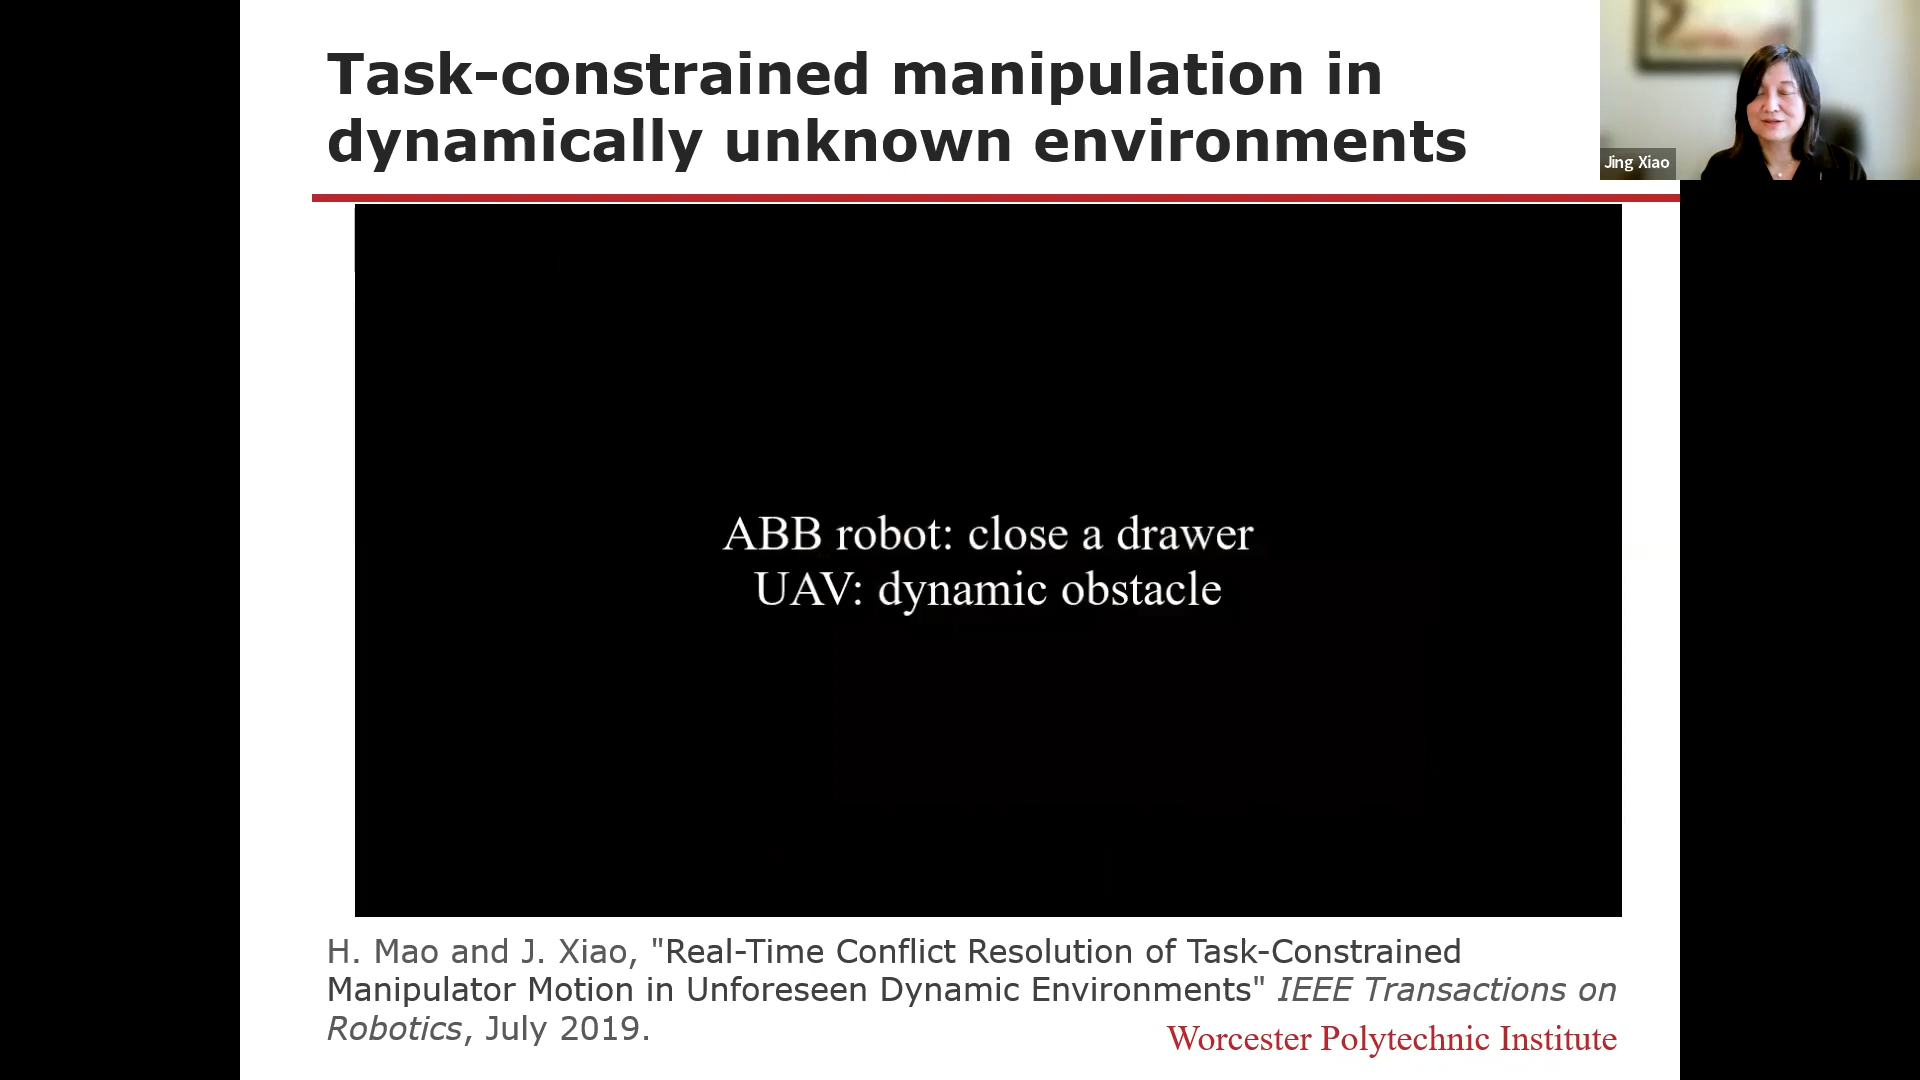 Task-constrained manipulation in
dynamically unknown environments
Jing Xiao
ABB robot: close a drawer
UAV: dynamic obstacle
H. Mao and J. Xiao, "Real-Time Conflict Resolution of Task-Constrained
Manipulator Motion in Unforeseen Dynamic Environments" IEEE Transactions on
Robotics, July 2019.
Worcester Polytechnic Institute